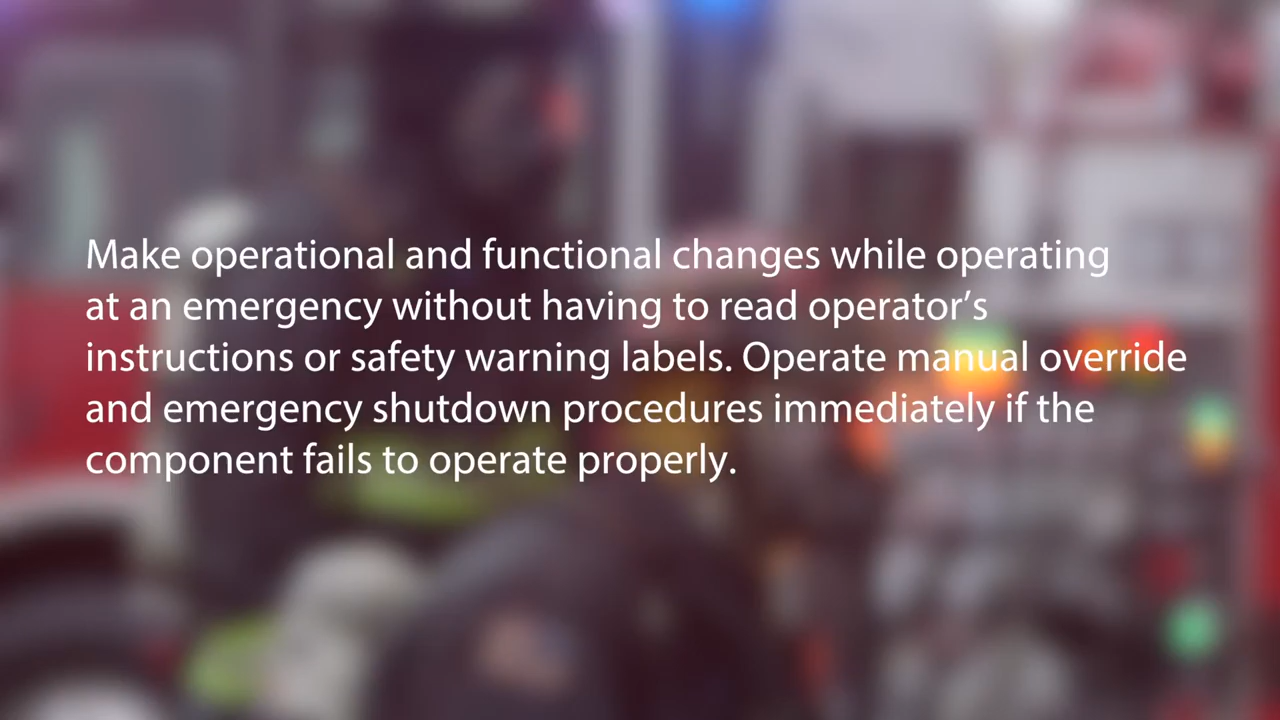 Make operational and functional changes while operating
at an emergency without having to read operator’s
instructions or safety warning labels. Operate manual override
and emergency shutdown procedures immediately if the
component fails to operate properly.